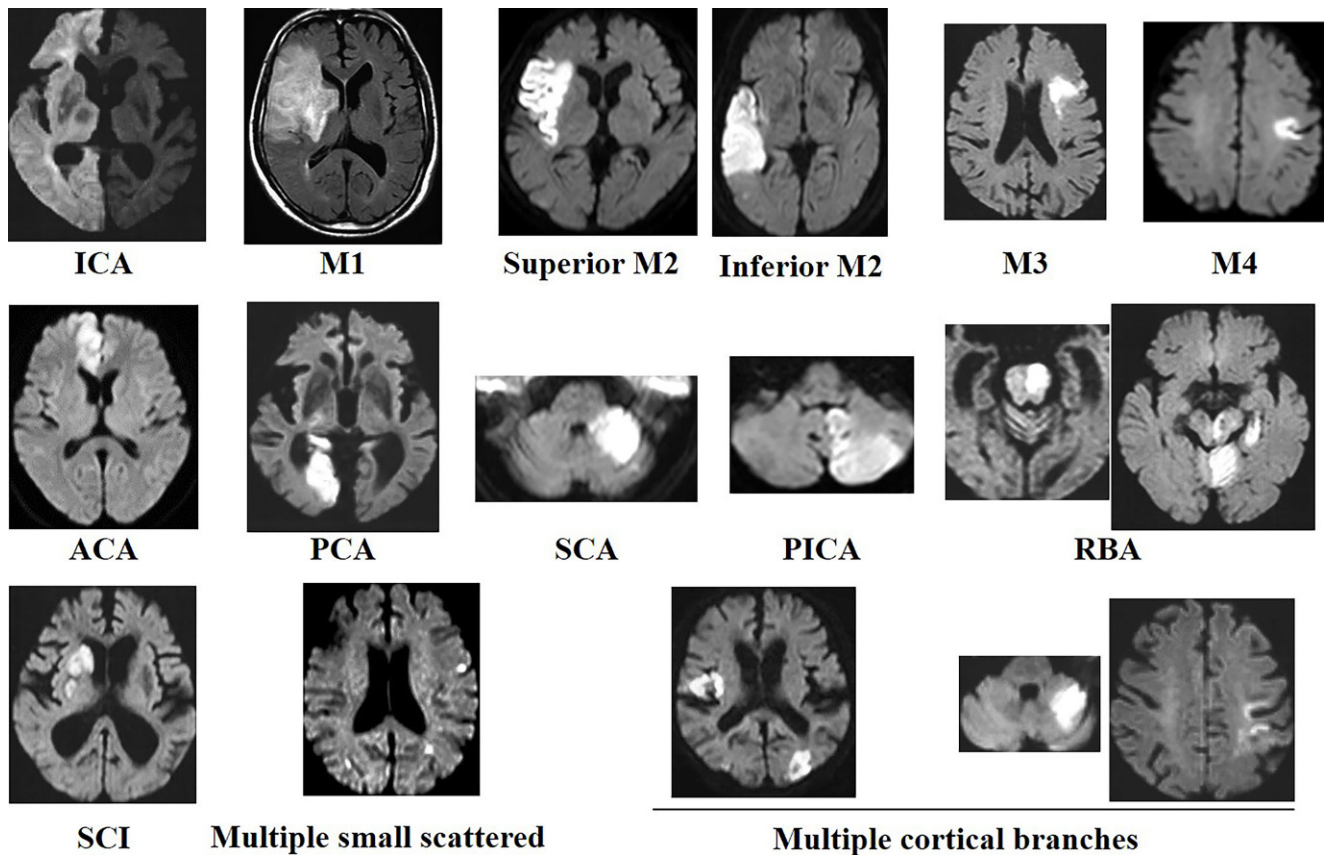 ICA M1 Superior M2 Inferior M2 M3 M4
ACA PCA SCA PICA RBA
SCI Multiple small scattered Multiple cortical branches